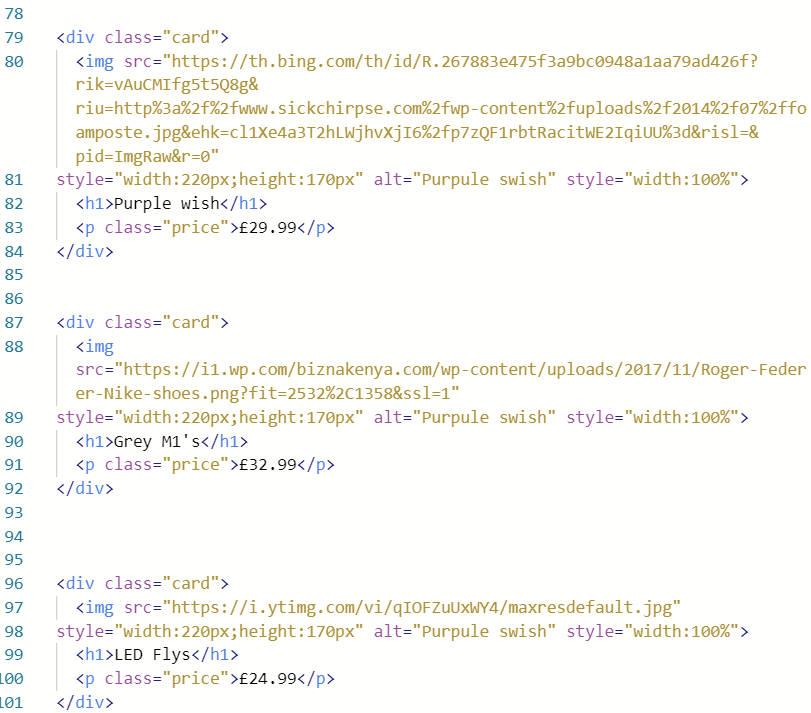 78
79 <div class="card">
80 <img src="https://th.bing.com/th/id/R.267883e475f3a9bc0948a1aa79ad426f?
rik=vAuCMIfg5t5Q8g&
riu=http%3a%2f%2fwww.sickchirpse.com%2fwp-content%2fuploads%2f2014%2f07%2ffo
amposte.jpg&ehk=cl1Xe4a3T2hLWjhvXjI6%2fp7zQF1rbtRacitWE2IqiUU%3d&risl=&
pid=ImgRaw&r=0"
81 style="width:220px;height:170px" alt="Purpule swish" style="width:100%">
82 <h1>Purple wish</h1>
83 <p class="price">£29.99</p>
84 </div>
85
86
87 <div class="card">
88 <img
src="https://i1.wp.com/biznakenya.com/wp-content/uploads/2017/11/Roger-Feder
er-Nike-shoes.png?fit=2532%2C1358&ssl=1"
89 style="width:220px;height:170px" alt="Purpule swish" style="width:100%">
90 <h1>Grey M1's</h1>
91 <p class="price">£32.99</p>
92 </div>
93
94
95
96 <div class="card">
97 <img src="https://i.ytimg.com/vi/qIOFZuUxWY4/maxresdefault.jpg"
98 style="width:220px;height:170px" alt="Purpule swish" style="width:100%">
99 <h1>LED Flys</h1>
100 <p class="price">£24.99</p>
101 </div>